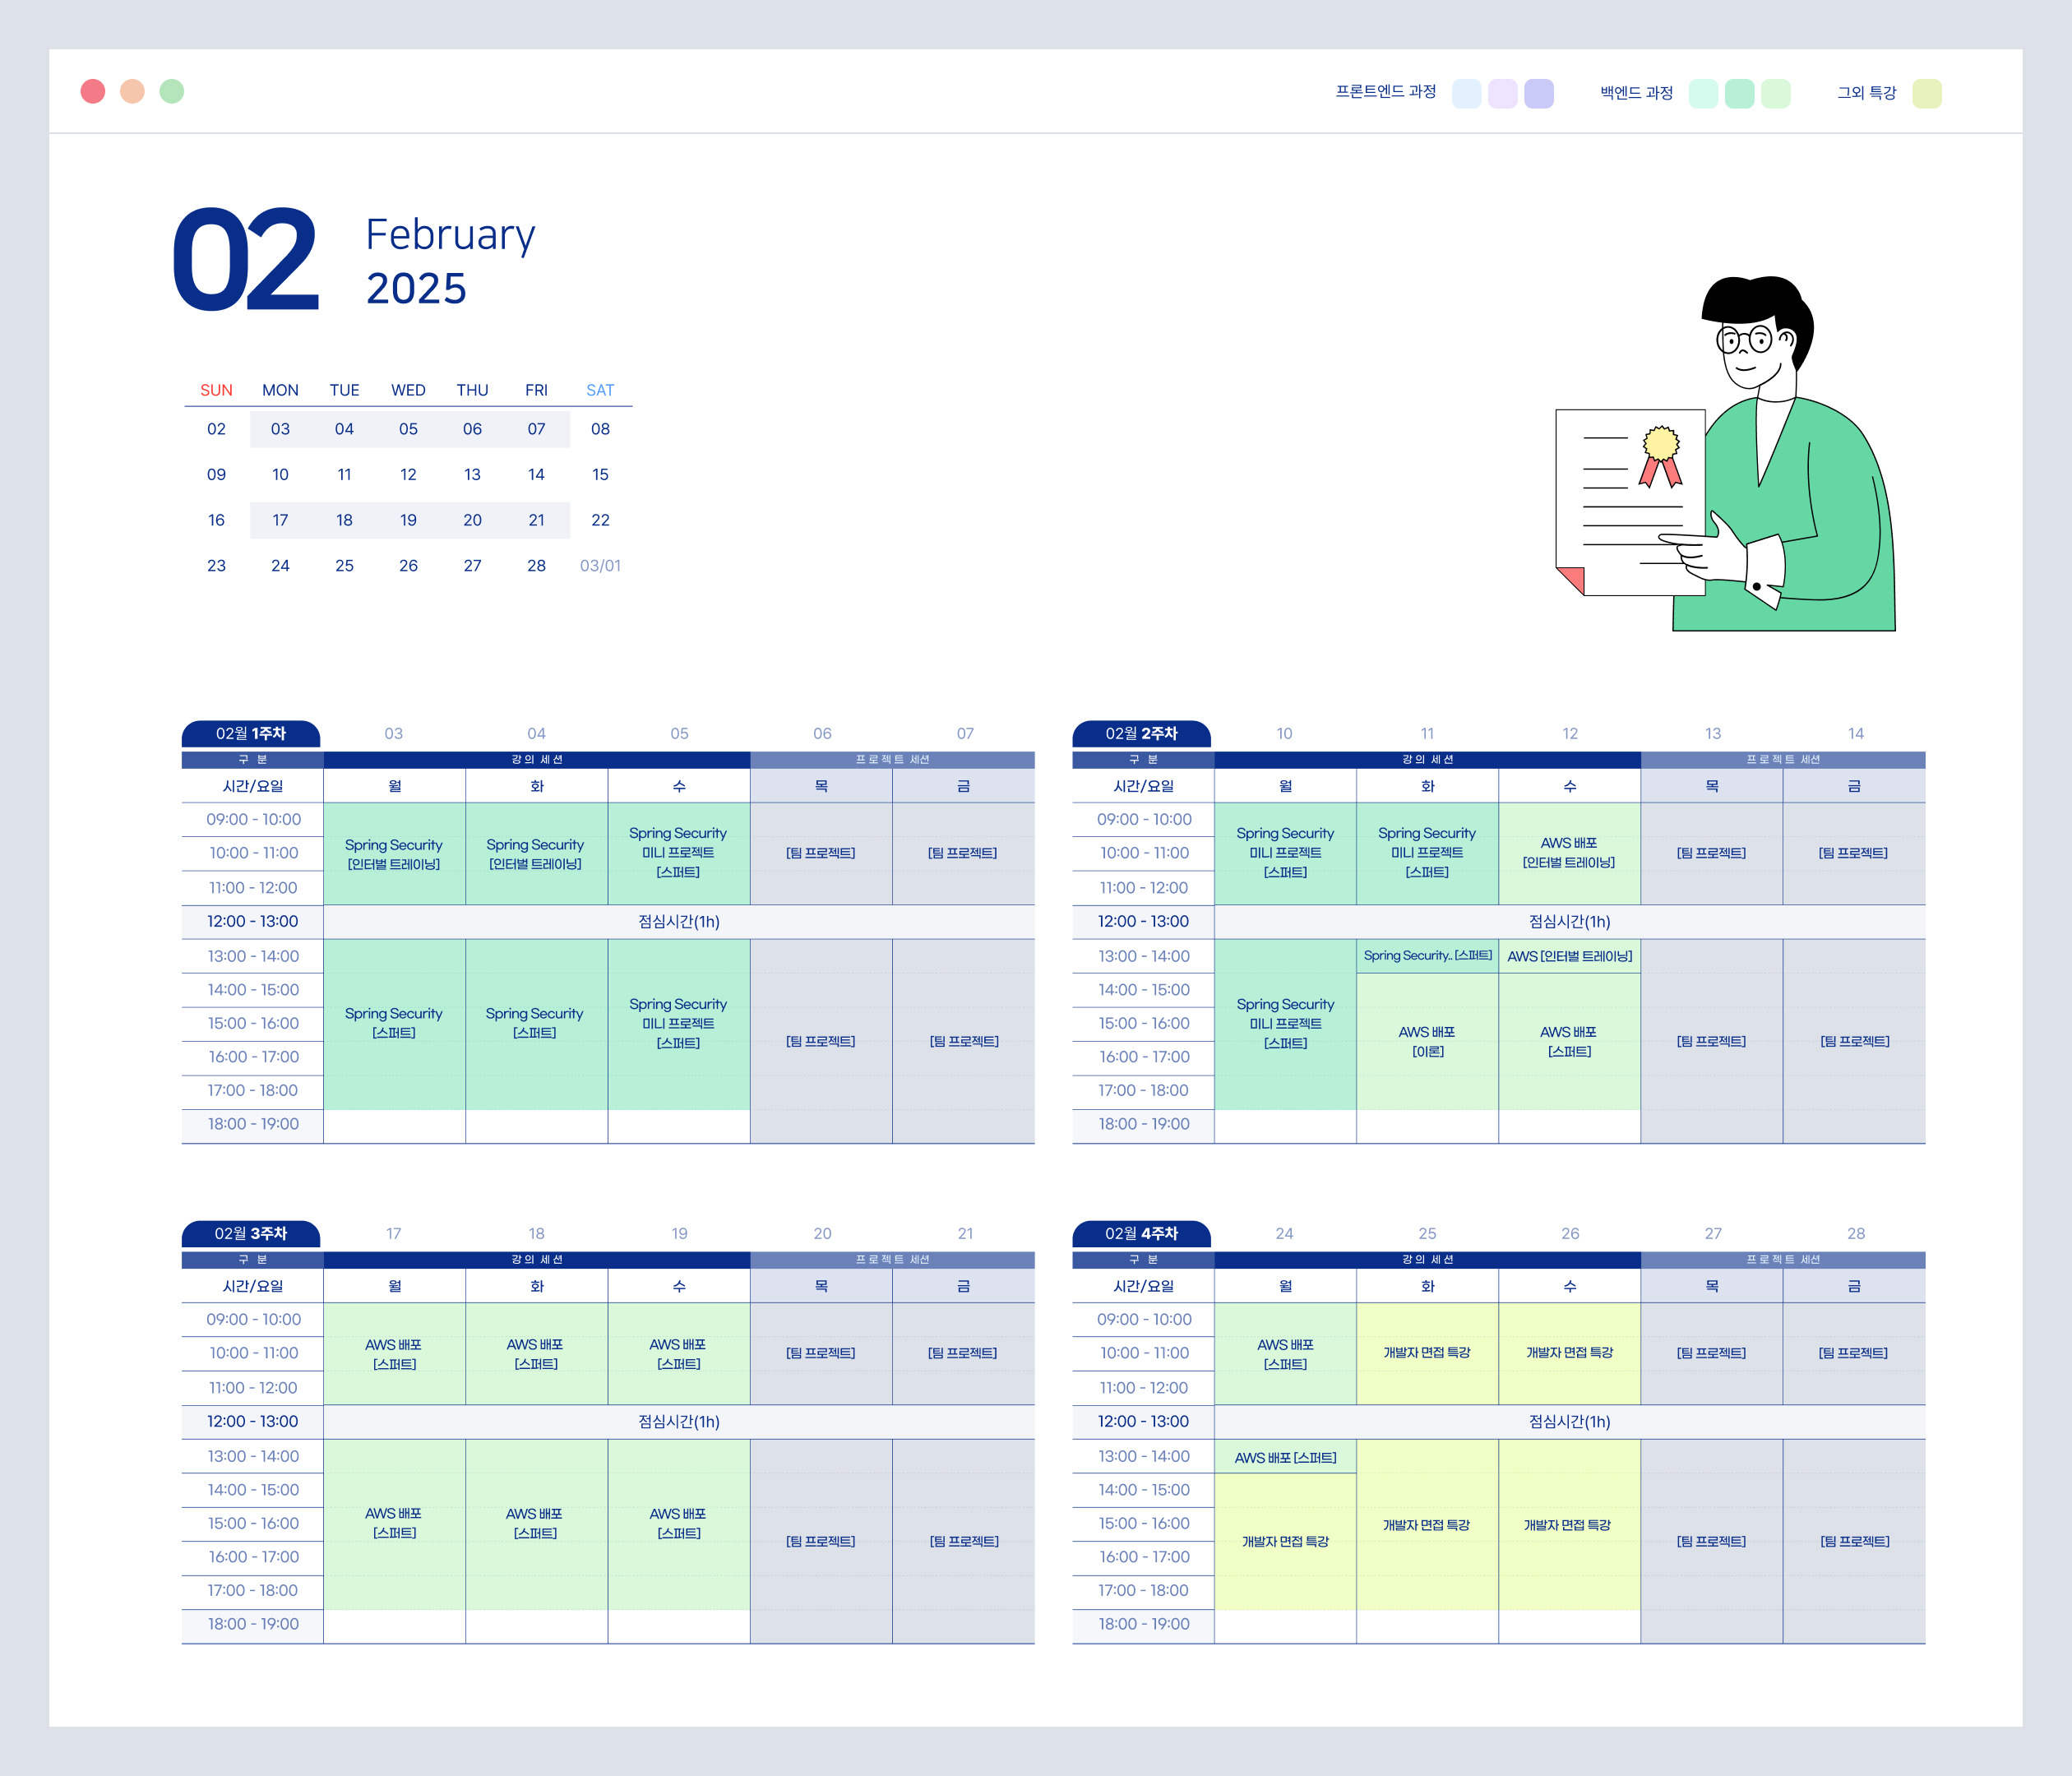 프론트엔드 과정 백엔드 과정 그외 특강
02 February
2025
SUN MON TUE WED THU FRI SAT
02 03 04 05 06 07 08
09 10 11 12 13 14 15
16 17 18 19 20 21 22
23 24 25 26 27 28 03/01
02월 1주차 03 04 05 06 07
구 분 강의 세션 프로젝트 세션
시간/요일 월 화 수 목 금
09:00 - 10:00
10:00 - 11:00
11:00 - 12:00
Spring Security
[인터벌 트레이닝]
Spring Security
[인터벌 트레이닝]
Spring Security
미니 프로젝트
[스퍼트]
[팀 프로젝트]
[팀 프로젝트]
12:00 - 13:00 점심시간(1h)
13:00 - 14:00
14:00 - 15:00
15:00 - 16:00
16:00 - 17:00
17:00 - 18:00
18:00 - 19:00
Spring Security
[스퍼트]
Spring Security
[스퍼트]
Spring Security
미니 프로젝트
[스퍼트]
[팀 프로젝트]
[팀 프로젝트]
02월 2주차 10 11 12 13 14
구 분 강의 세션 프로젝트 세션
시간/요일 월 화 수 목 금
09:00 - 10:00
10:00 - 11:00
11:00 - 12:00
Spring Security
미니 프로젝트
[스퍼트]
Spring Security
미니 프로젝트
[스퍼트]
AWS 배포
[인터벌 트레이닝]
[팀 프로젝트]
[팀 프로젝트]
12:00 - 13:00 점심시간(1h)
13:00 - 14:00
14:00 - 15:00
15:00 - 16:00
16:00 - 17:00
17:00 - 18:00
18:00 - 19:00
Spring Security
미니 프로젝트
[스퍼트]
Spring Security.. [스퍼트]
AWS 배포
[이론]
AWS [인터벌 트레이닝]
AWS 배포
[스퍼트]
[팀 프로젝트]
[팀 프로젝트]
02월 3주차 17 18 19 20 21
구 분 강의 세션 프로젝트 세션
시간/요일 월 화 수 목 금
09:00 - 10:00
10:00 - 11:00
11:00 - 12:00
AWS 배포
[스퍼트]
AWS 배포
[스퍼트]
AWS 배포
[스퍼트]
[팀 프로젝트]
[팀 프로젝트]
12:00 - 13:00 점심시간(1h)
13:00 - 14:00
14:00 - 15:00
15:00 - 16:00
16:00 - 17:00
17:00 - 18:00
18:00 - 19:00
AWS 배포
[스퍼트]
AWS 배포
[스퍼트]
AWS 배포
[스퍼트]
[팀 프로젝트]
[팀 프로젝트]
02월 4주차 24 25 26 27 28
구 분 강의 세션 프로젝트 세션
시간/요일 월 화 수 목 금
09:00 - 10:00
10:00 - 11:00
11:00 - 12:00
AWS 배포
[스퍼트]
개발자 면접 특강
개발자 면접 특강
[팀 프로젝트]
[팀 프로젝트]
12:00 - 13:00 점심시간(1h)
13:00 - 14:00
14:00 - 15:00
15:00 - 16:00
16:00 - 17:00
17:00 - 18:00
18:00 - 19:00
AWS 배포 [스퍼트]
개발자 면접 특강
개발자 면접 특강
개발자 면접 특강
[팀 프로젝트]
[팀 프로젝트]